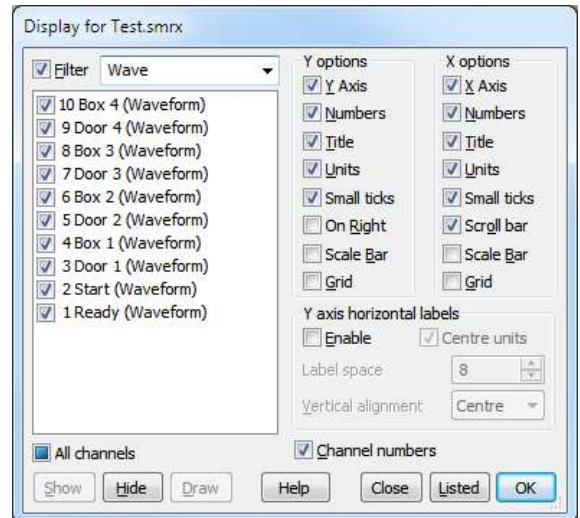 Display for Test.smrx
Filter Wave
10 Box 4 (Waveform)
9 Door 4 (Waveform)
8 Box 3 (Waveform)
7 Door 3 (Waveform)
6 Box 2 (Waveform)
5 Door 2 (Waveform)
4 Box 1 (Waveform)
3 Door 1 (Waveform)
2 Start (Waveform)
1 Ready (Waveform)
All channels
Y options
Y Axis
Numbers
Title
Units
Small ticks
On Right
Scale Bar
Grid
X options
X Axis
Numbers
Title
Units
Small ticks
Scroll bar
Scale Bar
Grid
Y axis horizontal labels
Enable Centre units
Label space 8
Vertical alignment Centre
Channel numbers
Show Hide Draw Help Close Listed OK